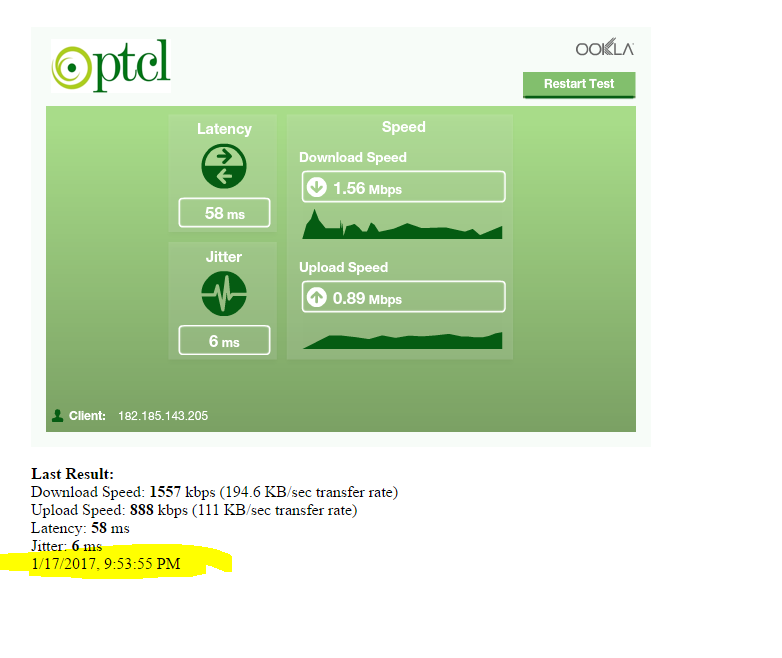 ptcl
OOKLA
Restart Test
Latency
58 ms
Jitter
6 ms
Speed
Download Speed
1.56 Mbps
Upload Speed
0.89 Mbps
Client: 182.185.143.205
Last Result:
Download Speed: 1557 kbps (194.6 KB/sec transfer rate)
Upload Speed: 888 kbps (111 KB/sec transfer rate)
Latency: 58 ms
Jitter: 6 ms
1/17/2017, 9:53:55 PM